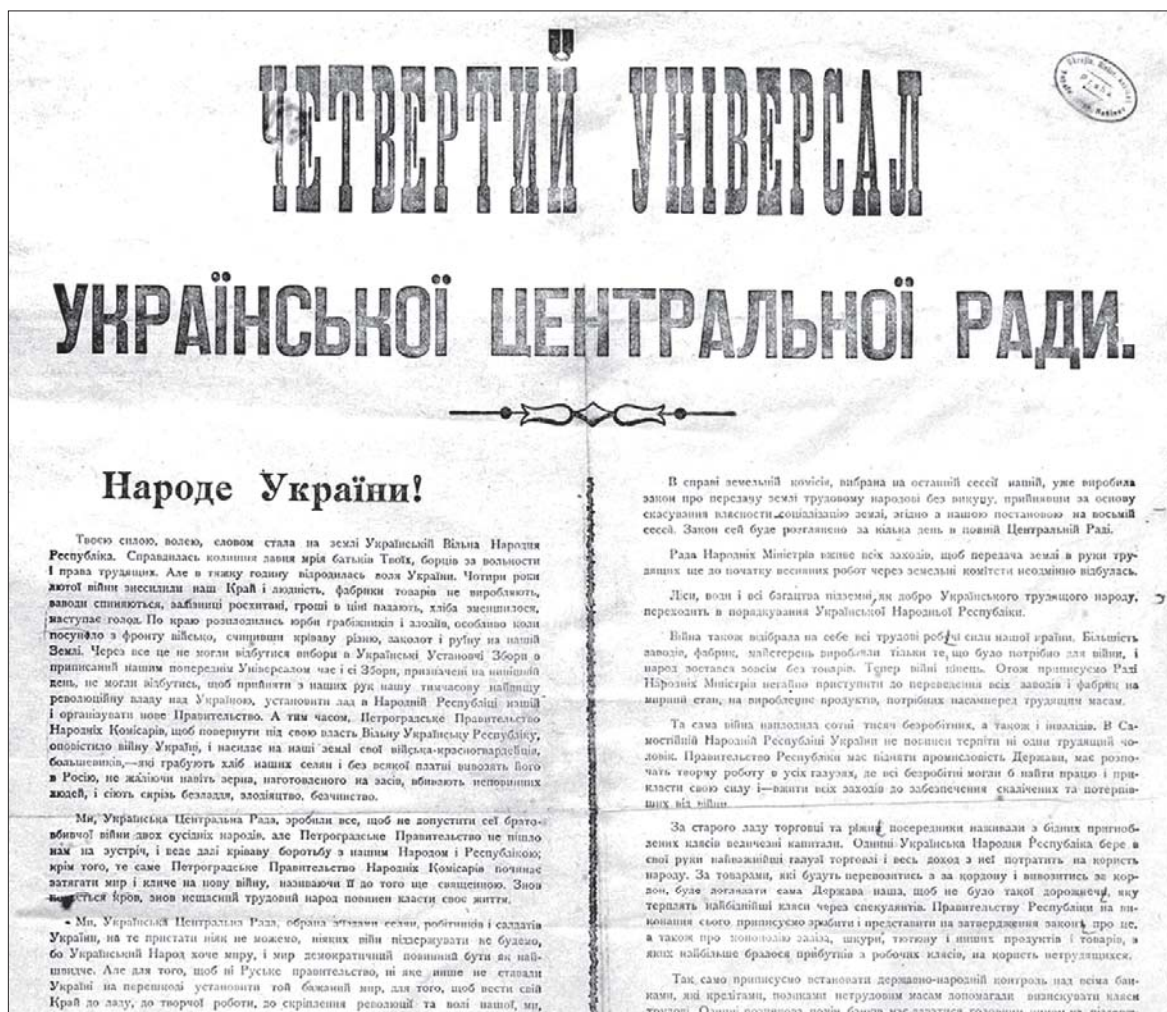 ЧЕТВЕРТИЙ УНІВЕРСАЛ
УКРАЇНСЬКОЇ ЦЕНТРАЛЬНОЇ РАДИ.
Народе України!
Твоєю силою, волею, словом стала на землі Українській Вільна Народня
Республика. Справдилась колишня давня мрія батьків Твоїх, борців за вольности
і права трудящих. Але в тяжку годину відродилась воля України. Чотири роки
лютої війни знесилили наш Край і людність, фабрики товарів не виробляють,
заводи спиняються, залізниці росхитані, гроші в ціні падають, хліба зменшилося,
наступає голод. По краю розплодились юрби грабіжників і злодіїв, особливо коли
посунуло з фронту військо, счинивши кріваву різню, заколот і руїну на нашій
Землі. Через все це не могли відбутися вибори в Українські Установчі Збори в
приписаний нашим попереднім Універсалом час і сі Збори, призначені на нинішній
день, не могли відбутись, щоб прийняти з наших рук нашу тимчасову найвищу
революційну владу над Україною, установити лад в Народній Республіці нашій
і організувати нове Правительство. А тим часом, Петроградське Правительство
Народніх Комісарів, щоб повернути під свою власть Вільну Українську Республіку,
оповістило війну Україні, і насилає на наші землі свої війська-красногвардейців,
большевиків,—які грабують хліб наших селян і без всякої платні вивозять його
в Росію, не жаліючи навіть зерна, наготовленого на засів, вбивають неповинних
людей, і сіють скрізь безладдя, злодіяцтво, безчинство.
Ми, Українська Центральна Рада, зробили все, щоб не допустити сеї брато-
вбивчої війни двох сусідніх народів, але Петроградське Правительство не пішло
нам на зустріч, і веде далі кріваву боротьбу з нашим Народом і Республікою;
крім того, те саме Петроградське Правительство Народніх Комісарів починає
затягати мир і кличе на нову війну, називаючи її до того ще священною. Знов
кров, знов нещасний трудовий народ повинен класти своє життя.
Ми, Українська Центральна Рада, обрана з'їздами селян, робітників і салдатів
України, на те пристати ніяк не можемо, ніяких війн піддержувати не будемо,
бо Український Народ хоче миру, і мир демократичний повинний бути як най-
швидче. Але для того, щоб ні Руське правительство, ні яке инше не ставали
Україні на перешкоді установити той бажаний мир, для того, щоб вести свій
Край до ладу, до творчої роботи, до скріплення революції та волі нашої, ми,
В справі земельній комісія, вибрана на останній сессії нашій, уже виробила
закон про передачу землі трудовому народові без викупу, прийнявши за основу
скасування власности соціалізацію землі, згідно з нашою постановою на восьмій
сессії. Закон сей буде розглянено за кілька день в повній Центральній Раді.
Рада Народніх Міністрів вживе всіх заходів, щоб передача землі в руки тру-
дящих ще до початку весняних робот через земельні комітети неодмінно відбулась.
Ліси, води і всі багацтва підземні, як добро Українського трудящого народу,
переходить в порядкування Української Народньої Республіки.
Війна також відібрала на себе всі трудові робочі сили нашої країни. Більшість
заводів, фабрик, майстерень виробляли тільки те, що було потрібно для війни, і
народ зостався зовсім без товарів. Тепер війні кінець. Отож приписуємо Раді
Народніх Міністрів негайно приступити до переведення всіх заводів і фабрик на
мирний стан, на вироблення продуктів, потрібних насамперед трудящим масам.
Та сама війна наплодила сотні тисяч безробітних, а також і інвалідів. В Са-
мостійній Народній Республіці України не повинен терпіти ні один трудящий чо-
ловік. Правительство Республіки має підняти промисловість Держави, має розпо-
чать творчу роботу в усіх галузях, де всі безробітні могли б найти працю і при-
класти свою силу і—вжити всіх заходів до забезпечення скалічених та потерпів-
ших від війни.
За старого ладу торговці та ріжні посередники наживали з бідних пригноб-
лених клясів величезні капитали. Однині Українська Народня Республіка бере в
свої руки найважнійші галузі торговлі і весь доход з неї потратить на користь
народу. За товарами, які будуть перевозитись з за кордону і вивозитись за кор-
дон, буде доглядати сама Держава наша, щоб не було такої дорожнечі, яку
терплять найбіднійші кляси через спекулянтів. Правительству Республіки на ви-
конання сього приписуємо зробити і представити на затвердження закони про це,
а також про монополію заліза, шкури, тютюну і инших продуктів і товарів, з
яких найбільше бралося прибутків з робочих клясів, на користь нетрудящихся.
Так само приписуємо встановати державно-народній контроль над всіма бан-
ками, які кредітами, позиками нетрудовим масам допомагали визискувати кляси